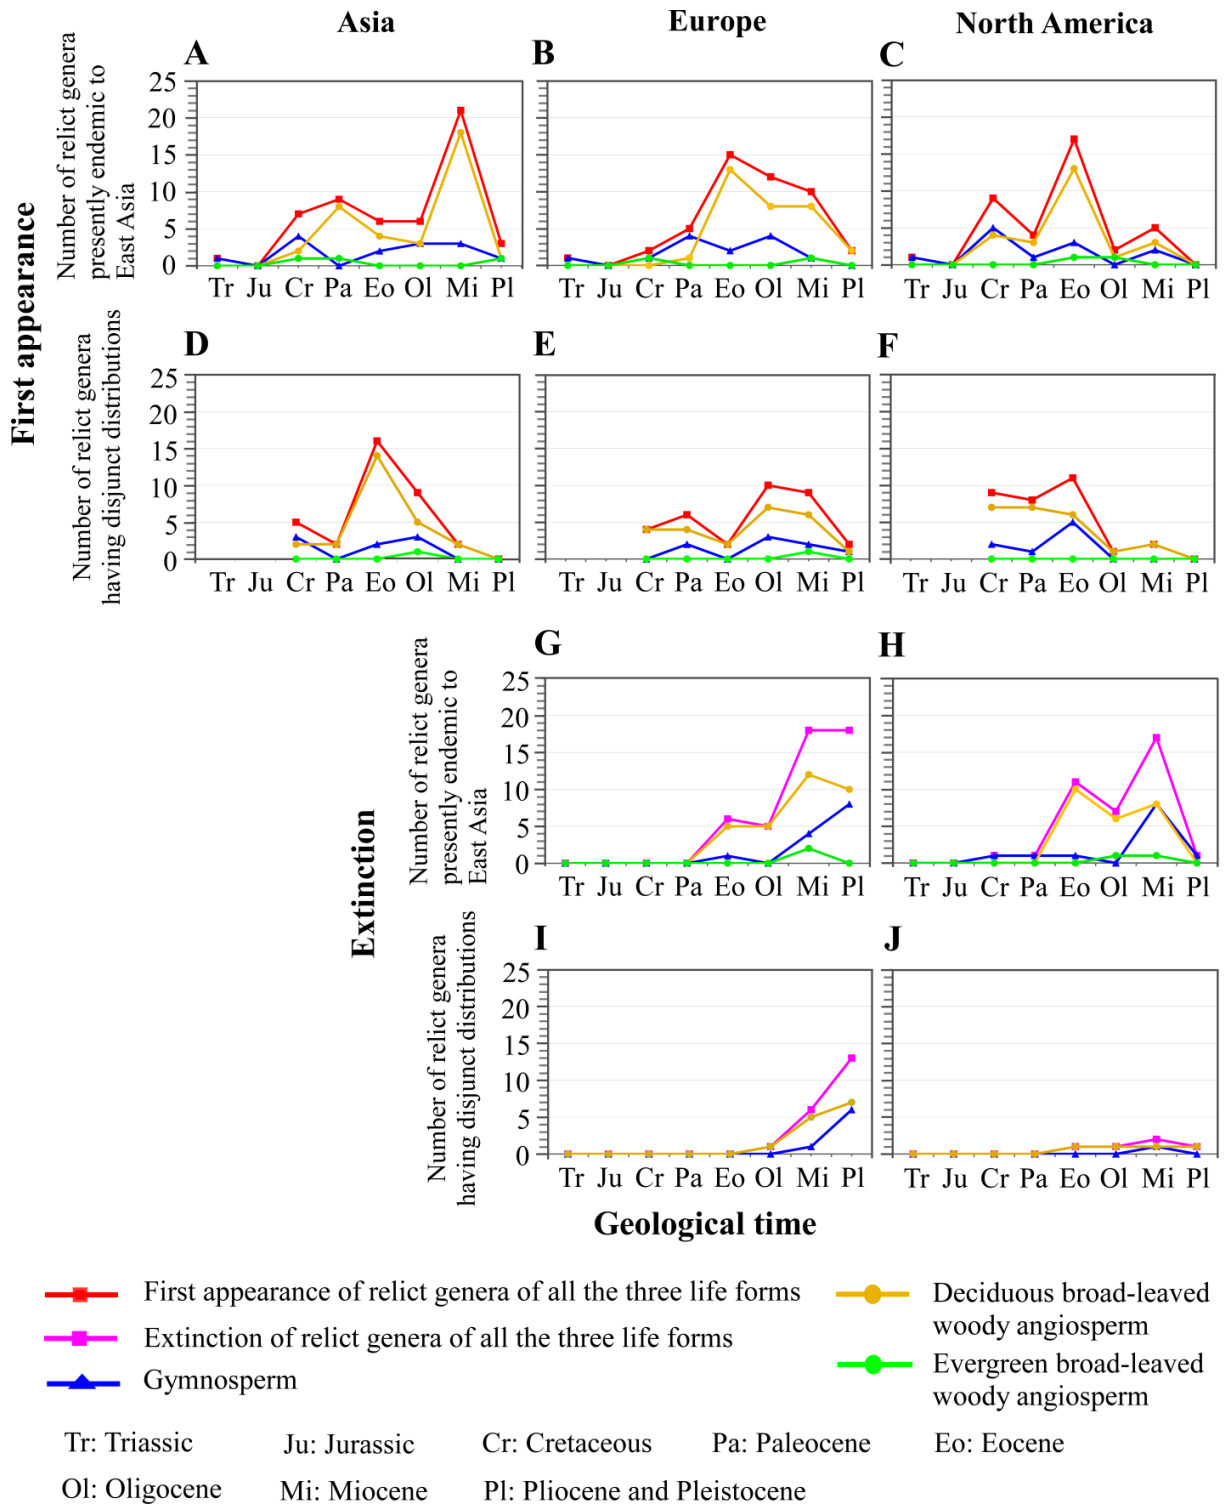 Asia
Europe
North America
First appearance
Number of relict genera
presently endemic to
East Asia
A
25
20
15
10
5
0
Tr Ju Cr Pa Eo Ol Mi Pl
B
Tr Ju Cr Pa Eo Ol Mi Pl
C
Tr Ju Cr Pa Eo Ol Mi Pl
Number of relict genera
having disjunct distributions
D
25
20
15
10
5
0
Tr Ju Cr Pa Eo Ol Mi Pl
E
Tr Ju Cr Pa Eo Ol Mi Pl
F
Tr Ju Cr Pa Eo Ol Mi Pl
Extinction
Number of relict genera
presently endemic to
East Asia
G
25
20
15
10
5
0
Tr Ju Cr Pa Eo Ol Mi Pl
H
Tr Ju Cr Pa Eo Ol Mi Pl
Number of relict genera
having disjunct distributions
I
25
20
15
10
5
0
Tr Ju Cr Pa Eo Ol Mi Pl
J
Tr Ju Cr Pa Eo Ol Mi Pl
Geological time
First appearance of relict genera of all the three life forms
Extinction of relict genera of all the three life forms
Gymnosperm
Deciduous broad-leaved
woody angiosperm
Evergreen broad-leaved
woody angiosperm
Tr: Triassic Ju: Jurassic Cr: Cretaceous Pa: Paleocene Eo: Eocene
Ol: Oligocene Mi: Miocene Pl: Pliocene and Pleistocene